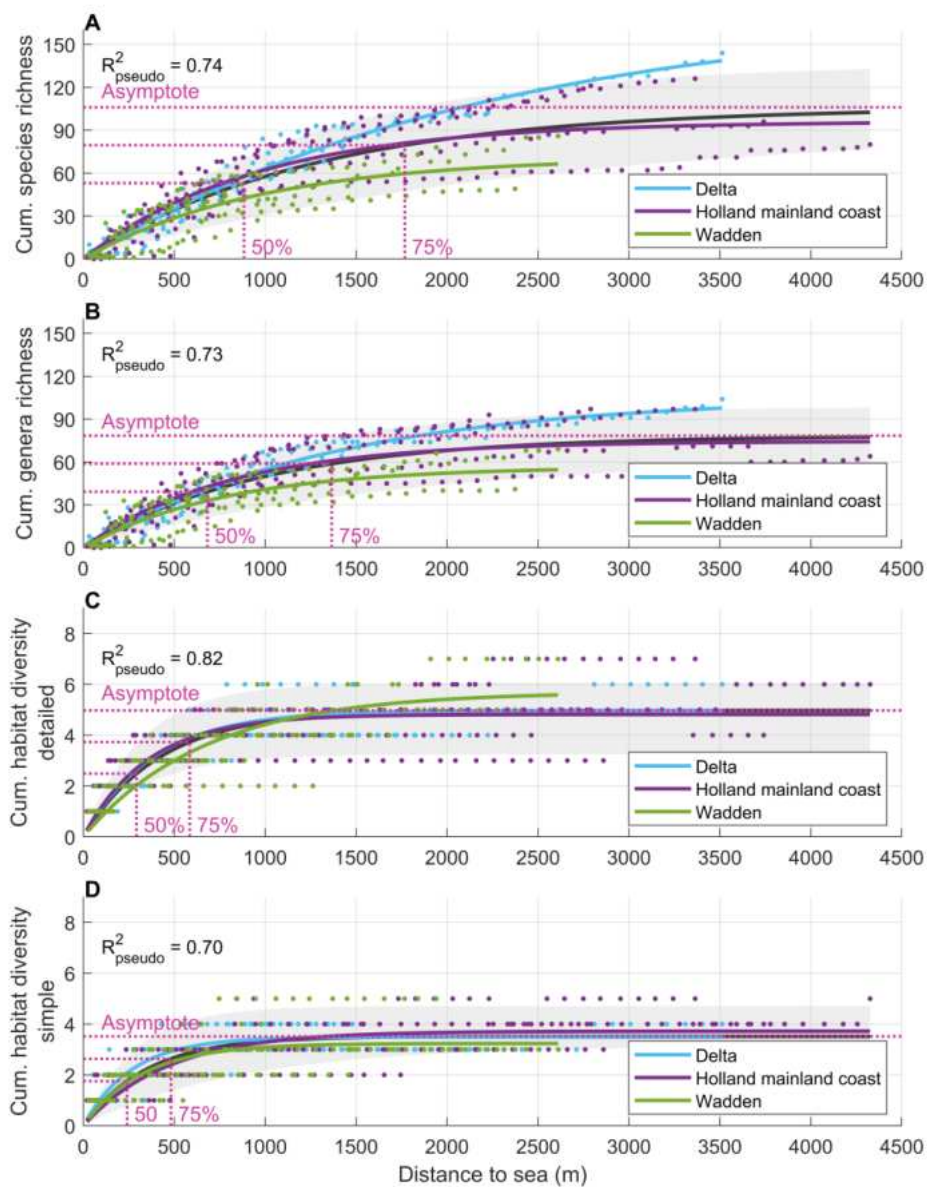 A
R²pseudo = 0.74
Asymptote
Cum. species richness
150
120
90
60
30
0
50%
75%
Delta
Holland mainland coast
Wadden
0 500 1000 1500 2000 2500 3000 3500 4000 4500
B
R²pseudo = 0.73
Asymptote
Cum. genera richness
150
120
90
60
30
0
50%
75%
Delta
Holland mainland coast
Wadden
0 500 1000 1500 2000 2500 3000 3500 4000 4500
C
R²pseudo = 0.82
Asymptote
Cum. habitat diversity
detailed
8
6
4
2
0
50%
75%
Delta
Holland mainland coast
Wadden
0 500 1000 1500 2000 2500 3000 3500 4000 4500
D
R²pseudo = 0.70
Asymptote
Cum. habitat diversity
simple
8
6
4
2
0
50
75%
Delta
Holland mainland coast
Wadden
0 500 1000 1500 2000 2500 3000 3500 4000 4500
Distance to sea (m)